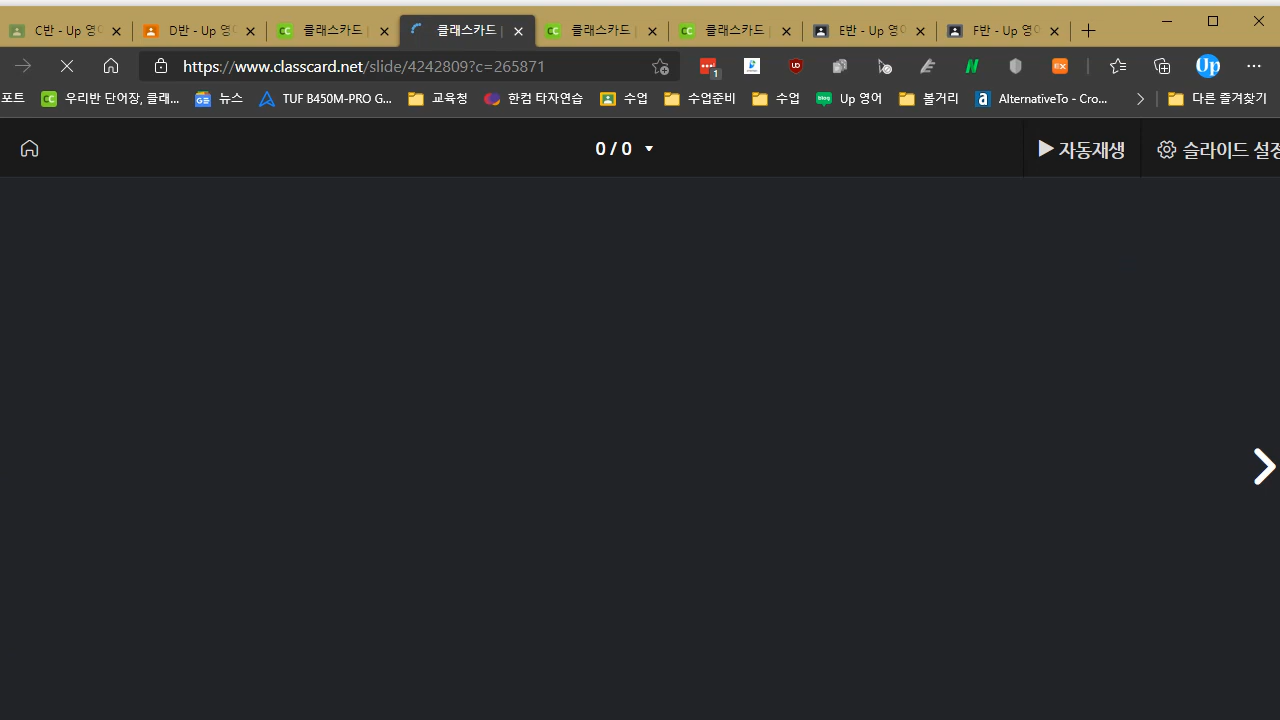 C반 - Up 영어
D반 - Up 영
클래스카드 |
클래스카드 |
클래스카드 |
클래스카드 |
E반 - Up 영어
F반 - Up 영어
https://www.classcard.net/slide/4242809?c=265871
1
Up
포트
우리반 단어장, 클래...
뉴스
TUF B450M-PRO G...
교육청
한컴 타자연습
수업
수업준비
수업
Up 영어
볼거리
AlternativeTo - Cro...
다른 즐겨찾기
0 / 0
자동재생
슬라이드 설정